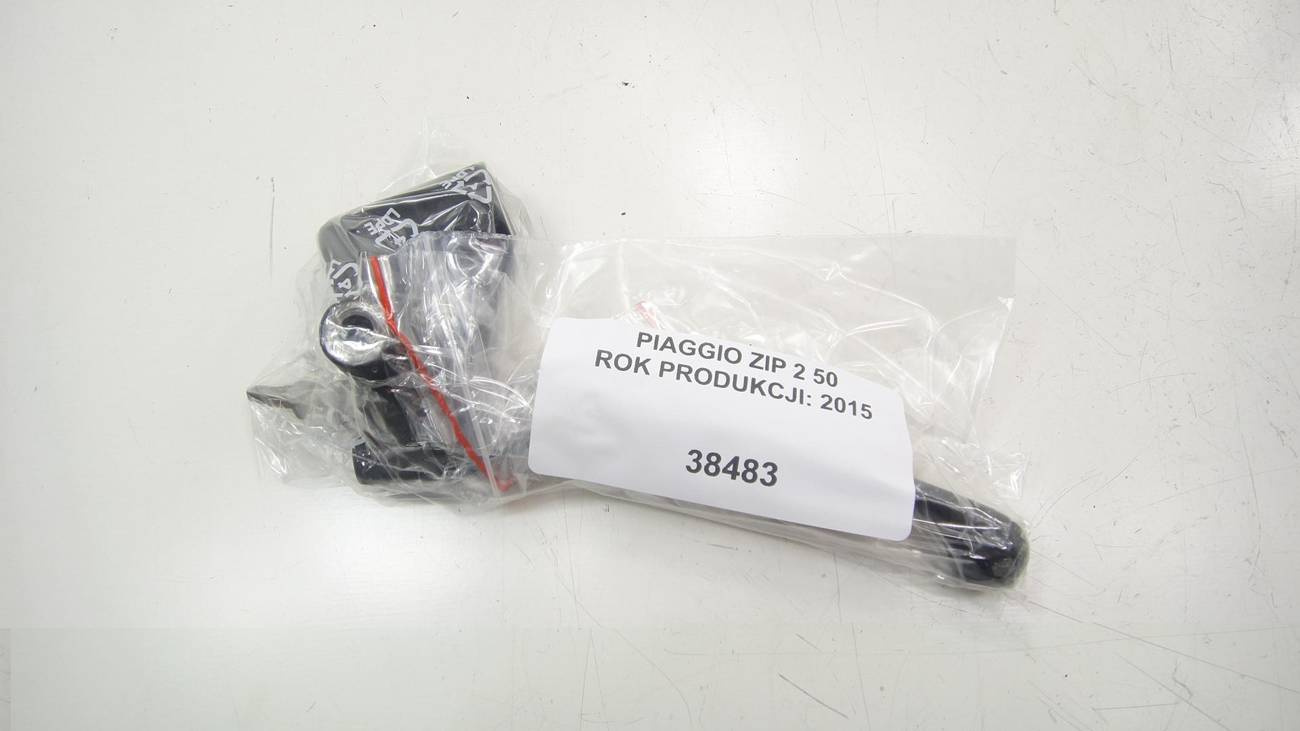 PIAGGIO ZIP 2 50
ROK PRODUKCJI: 2015
38483